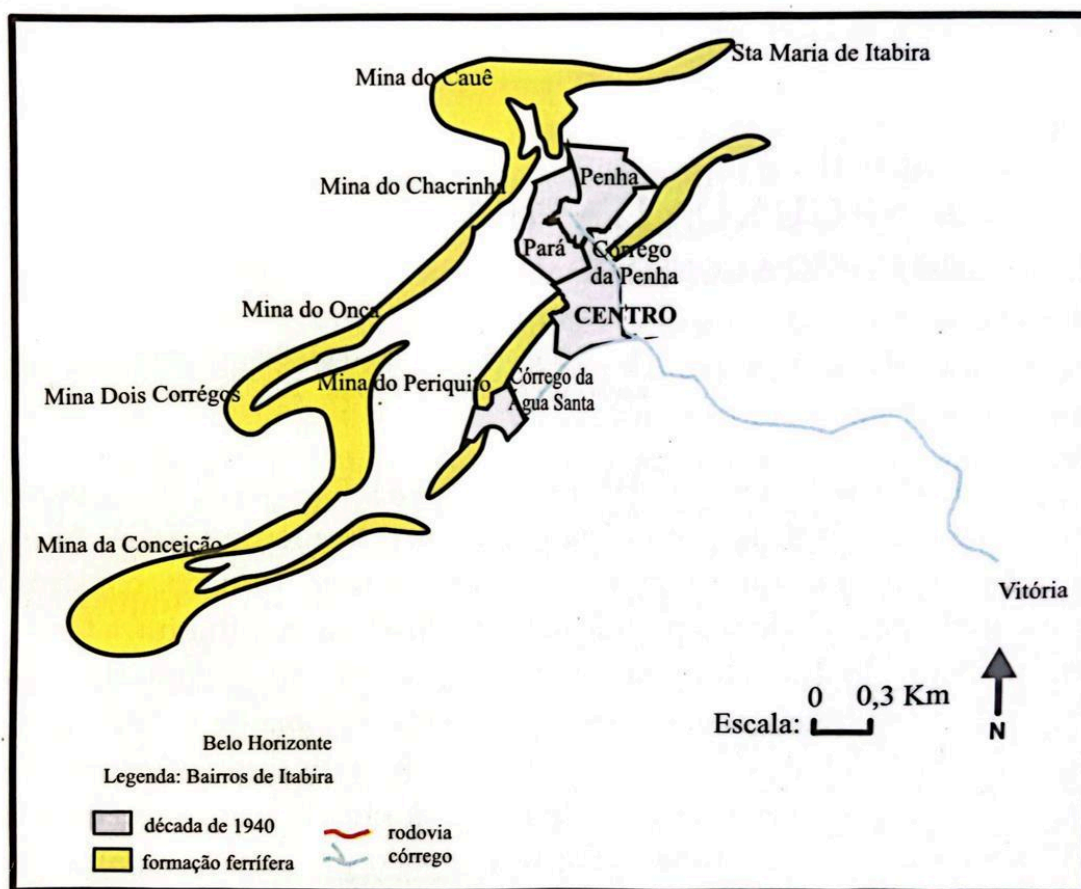 Sta Maria de Itabira
Mina do Cauê
Penha
Mina do Chacrinha
Pará
Córrego
da Penha
Mina do Onça
CENTRO
Mina do Periquito
Córrego da
Água Santa
Mina Dois Corrégos
Mina da Conceição
Vitória
0 0,3 Km
Escala:
N
Belo Horizonte
Legenda: Bairros de Itabira
década de 1940
rodovia
formação ferrífera
córrego